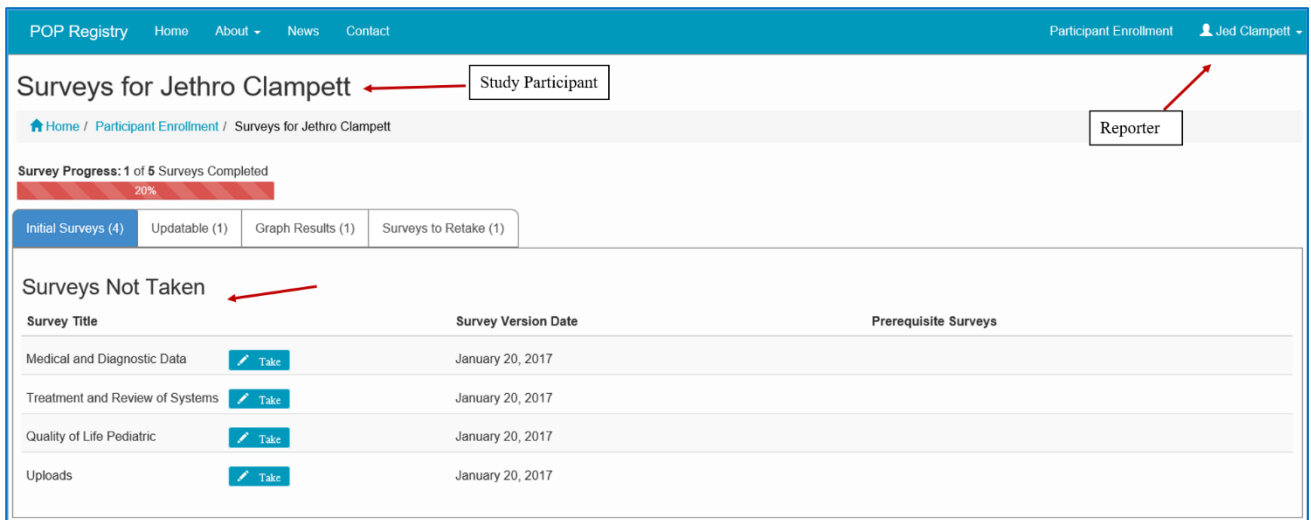 POP Registry Home About News Contact Participant Enrollment Jed Clampett
Surveys for Jethro Clampett Study Participant
Home / Participant Enrollment / Surveys for Jethro Clampett Reporter
Survey Progress: 1 of 5 Surveys Completed
20%
Initial Surveys (4) Updatable (1) Graph Results (1) Surveys to Retake (1)
Surveys Not Taken
Survey Title Survey Version Date Prerequisite Surveys
Medical and Diagnostic Data Take January 20, 2017
Treatment and Review of Systems Take January 20, 2017
Quality of Life Pediatric Take January 20, 2017
Uploads Take January 20, 2017